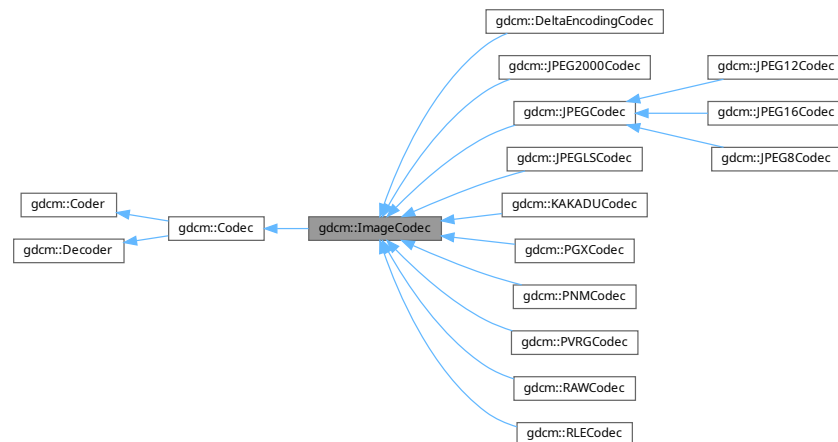 gdcm::DeltaEncodingCodec
gdcm::JPEG2000Codec
gdcm::JPEG12Codec
gdcm::JPEGCodec
gdcm::JPEG16Codec
gdcm::JPEGLSCodec
gdcm::JPEG8Codec
gdcm::Coder
gdcm::KAKADUCodec
gdcm::Codec
gdcm::ImageCodec
gdcm::Decoder
gdcm::PGXCodec
gdcm::PNMCodec
gdcm::PVRGCodec
gdcm::RAWCodec
gdcm::RLECodec